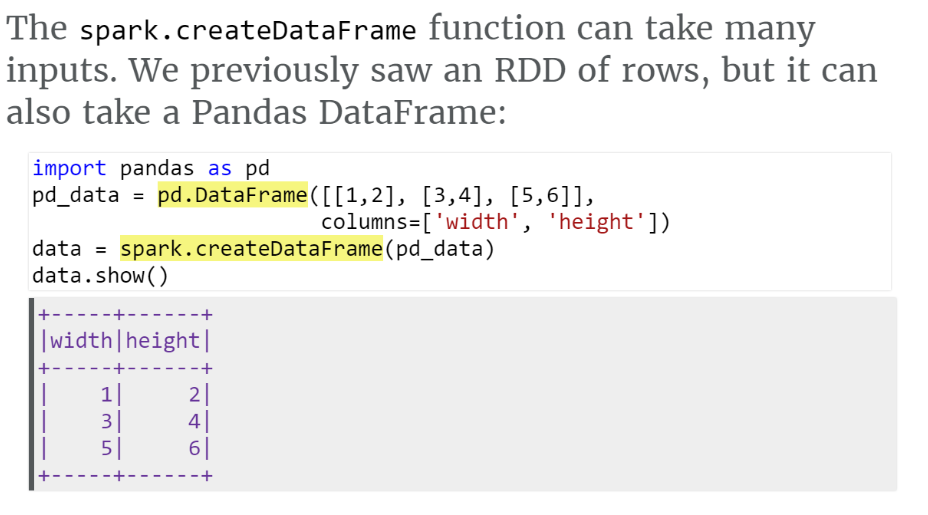 The spark.createDataFrame function can take many
inputs. We previously saw an RDD of rows, but it can
also take a Pandas DataFrame:
import pandas as pd
pd_data = pd.DataFrame([[1,2], [3,4], [5,6]],
                       columns=['width', 'height'])
data = spark.createDataFrame(pd_data)
data.show()
+-----+------+
|width|height|
+-----+------+
|    1|     2|
|    3|     4|
|    5|     6|
+-----+------+